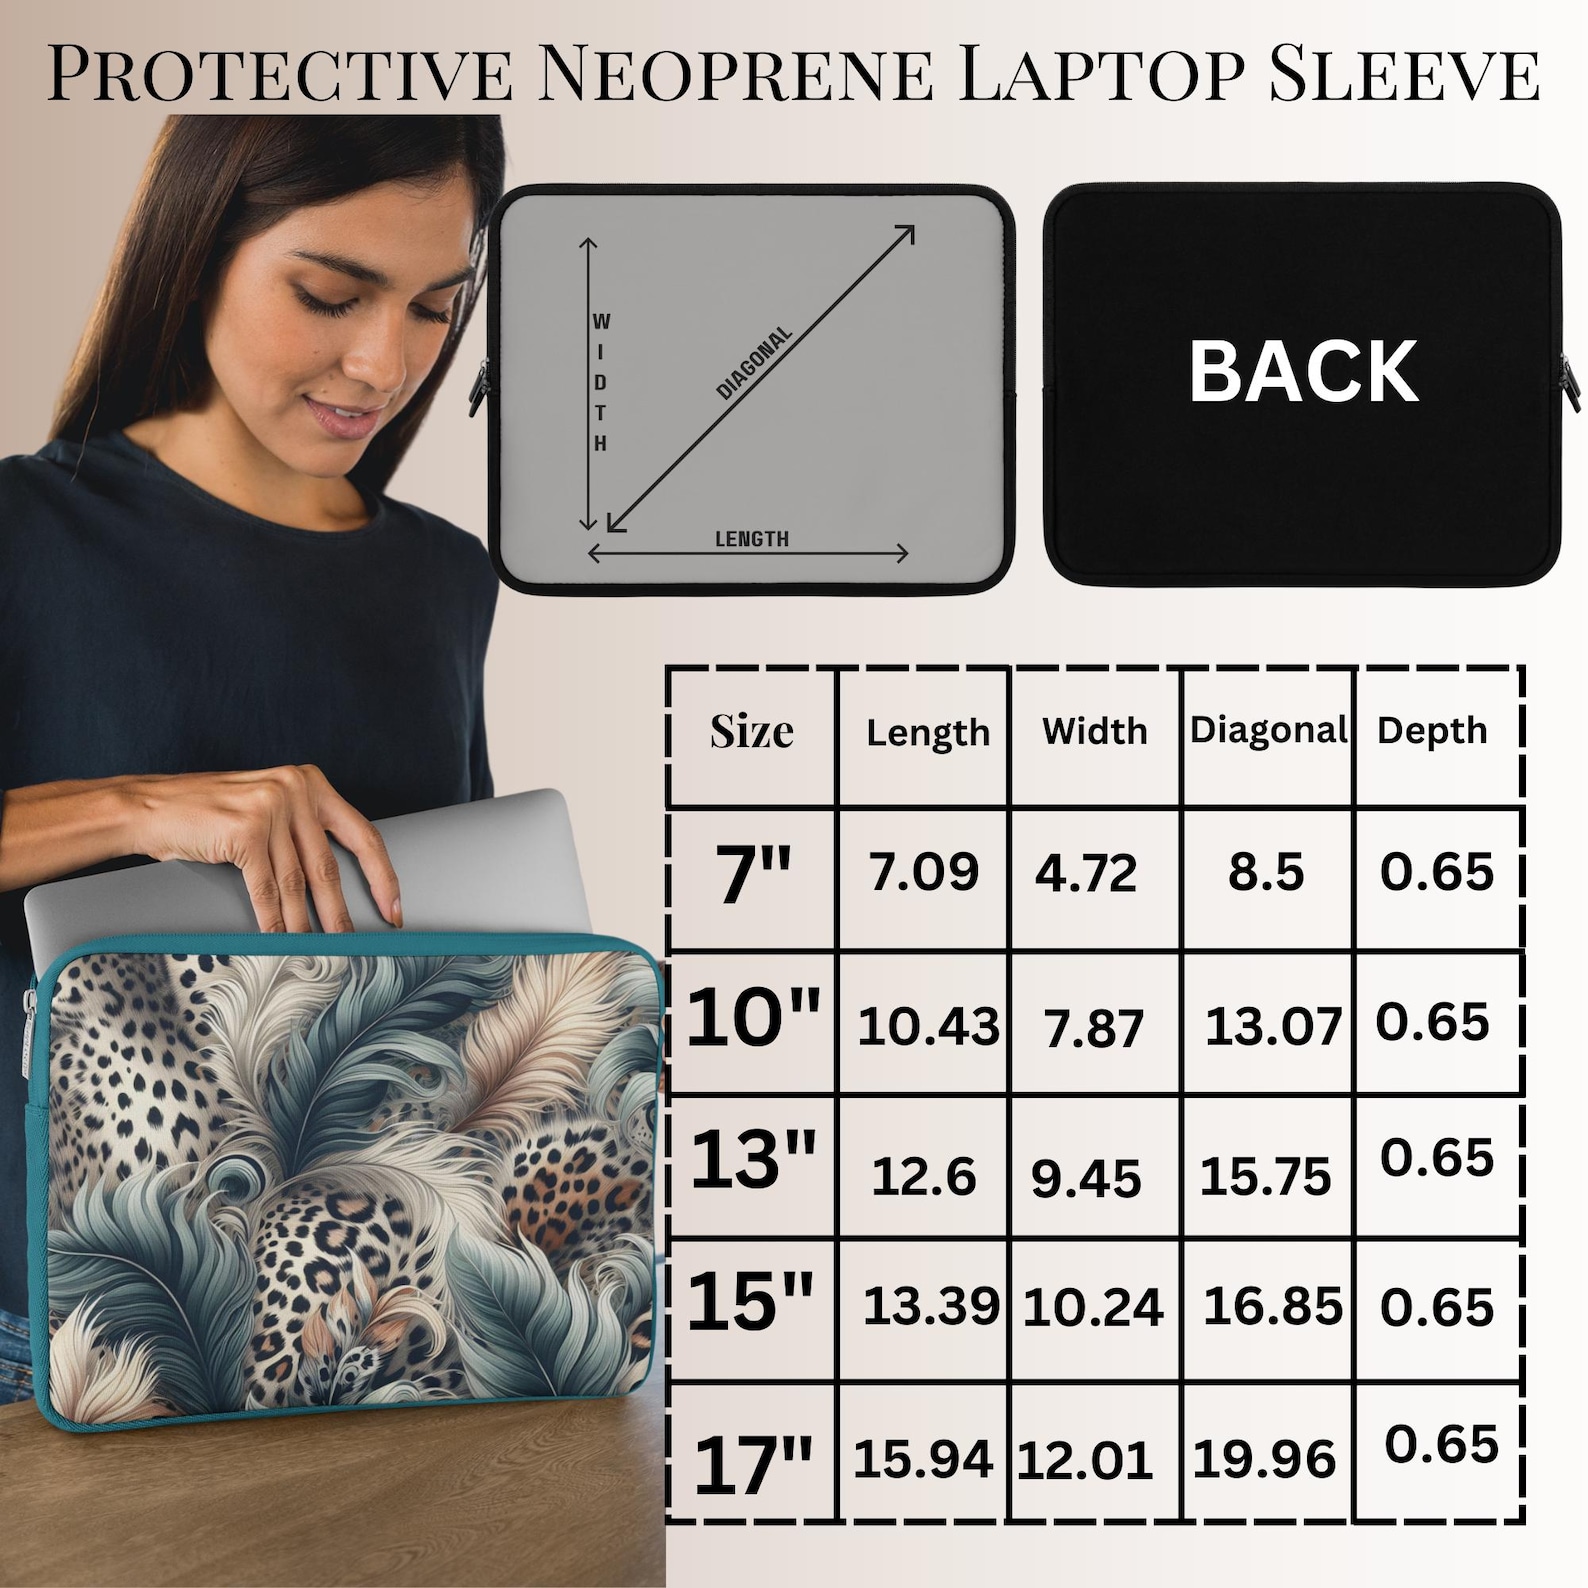 PROTECTIVE NEOPRENE LAPTOP SLEEVE
WIDTH
DIAGONAL
LENGTH
BACK
Size Length Width Diagonal Depth
7" 7.09 4.72 8.5 0.65
10" 10.43 7.87 13.07 0.65
13" 12.6 9.45 15.75 0.65
15" 13.39 10.24 16.85 0.65
17" 15.94 12.01 19.96 0.65